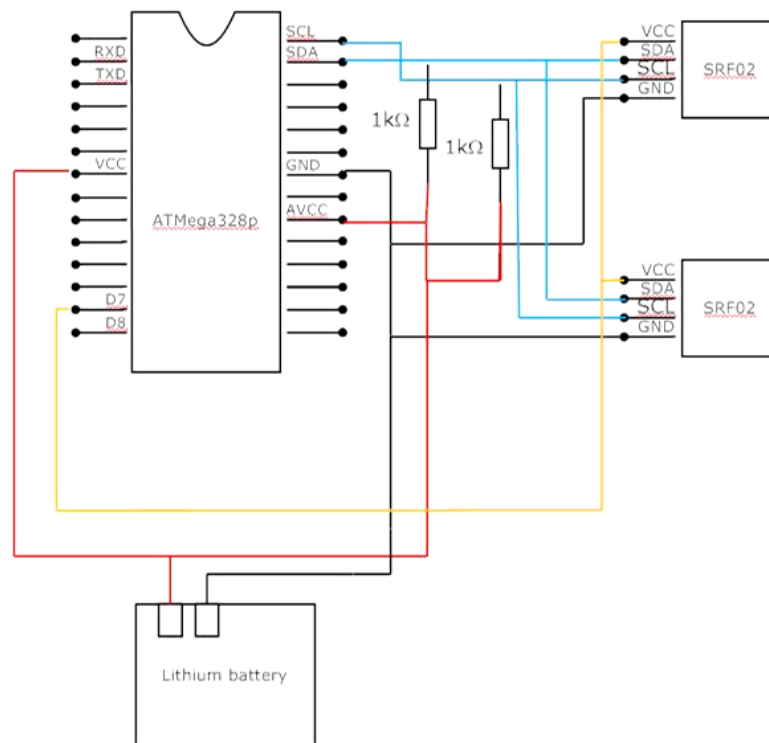 SCL
RXD
SDA
TXD
VCC
GND
ATMega328p
AVCC
D7
D8
1kΩ
1kΩ
VCC
SDA
SCL
GND
SRF02
VCC
SDA
SCL
GND
SRF02
Lithium battery